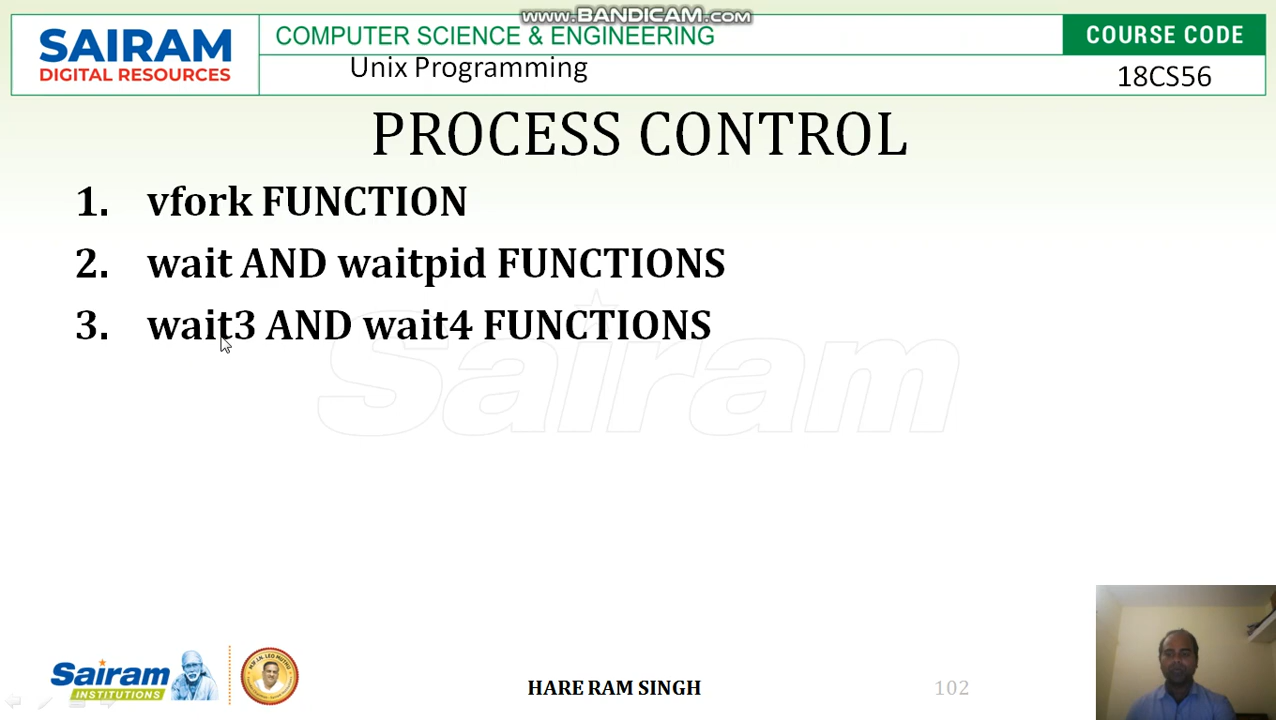 www.BANDICAM.com
SAIRAM
DIGITAL RESOURCES
COMPUTER SCIENCE & ENGINEERING
Unix Programming
COURSE CODE
18CS56
PROCESS CONTROL
1. vfork FUNCTION
2. wait AND waitpid FUNCTIONS
3. wait3 AND wait4 FUNCTIONS
Sairam
Sairam
INSTITUTIONS
HARE RAM SINGH
102